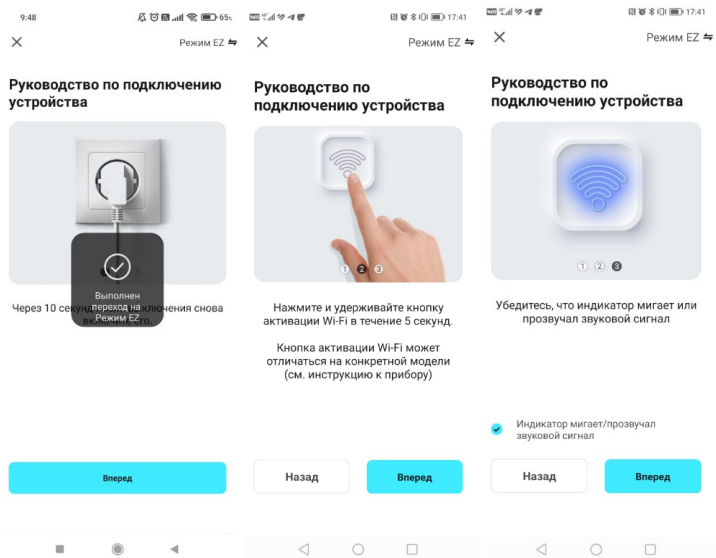 9:48
65
Режим EZ
Руководство по подключению
устройства
Выполнен
переход на
Режим EZ
Через 10 секунд
ключения снова
включите его.
Вперед
17:41
Режим EZ
Руководство по
подключению устройства
1 2 3
Нажмите и удерживайте кнопку
активации Wi-Fi в течение 5 секунд.
Кнопка активации Wi-Fi может
отличаться на конкретной модели
(см. инструкцию к прибору)
Назад
Вперед
17:41
Режим EZ
Руководство по
подключению устройства
1 2 3
Убедитесь, что индикатор мигает или
прозвучал звуковой сигнал
Индикатор мигает/прозвучал
звуковой сигнал
Назад
Вперед